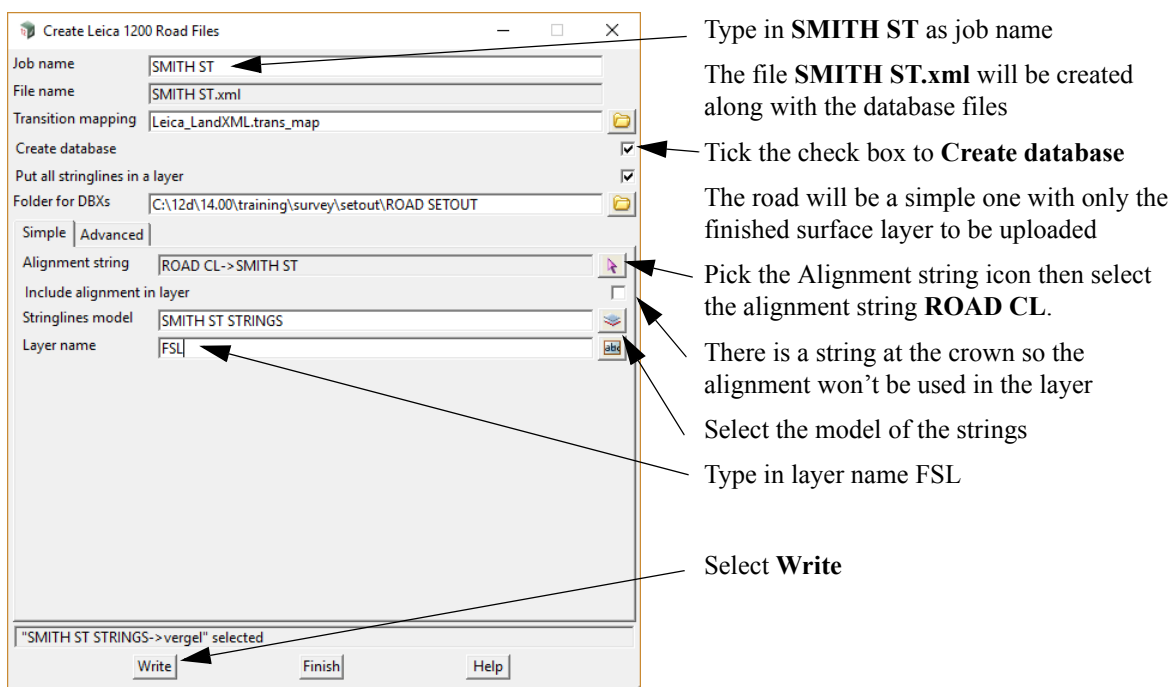 Create Leica 1200 Road Files
Job name
SMITH ST
File name
SMITH ST.xml
Transition mapping
Leica_LandXML.trans_map
Create database
Put all stringlines in a layer
Folder for DBXs
C:\12d\14.00\training\survey\setout\ROAD SETOUT
Simple
Advanced
Alignment string
ROAD CL->SMITH ST
Include alignment in layer
Stringlines model
SMITH ST STRINGS
Layer name
FSL
abc
"SMITH ST STRINGS->vergel" selected
Write
Finish
Help
Type in SMITH ST as job name
The file SMITH ST.xml will be created
along with the database files
Tick the check box to Create database
The road will be a simple one with only the
finished surface layer to be uploaded
Pick the Alignment string icon then select
the alignment string ROAD CL.
There is a string at the crown so the
alignment won’t be used in the layer
Select the model of the strings
Type in layer name FSL
Select Write